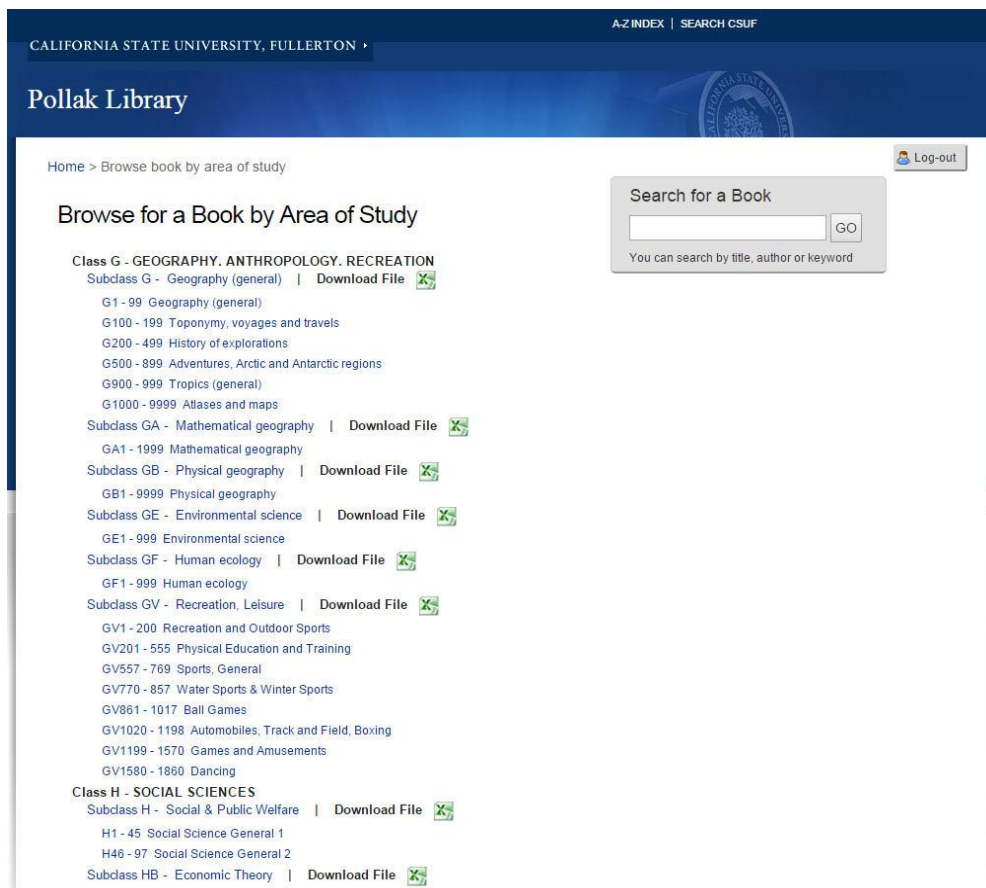 A-Z INDEX | SEARCH CSUF
CALIFORNIA STATE UNIVERSITY, FULLERTON
Pollak Library
Log-out
Home > Browse book by area of study
Search for a Book
GO
You can search by title, author or keyword
Browse for a Book by Area of Study
Class G - GEOGRAPHY. ANTHROPOLOGY. RECREATION
Subclass G - Geography (general) | Download File
G1 - 99 Geography (general)
G100 - 199 Toponymy, voyages and travels
G200 - 499 History of explorations
G500 - 899 Adventures, Arctic and Antarctic regions
G900 - 999 Tropics (general)
G1000 - 9999 Atlases and maps
Subclass GA - Mathematical geography | Download File
GA1 - 1999 Mathematical geography
Subclass GB - Physical geography | Download File
GB1 - 9999 Physical geography
Subclass GE - Environmental science | Download File
GE1 - 999 Environmental science
Subclass GF - Human ecology | Download File
GF1 - 999 Human ecology
Subclass GV - Recreation, Leisure | Download File
GV1 - 200 Recreation and Outdoor Sports
GV201 - 555 Physical Education and Training
GV557 - 769 Sports, General
GV770 - 857 Water Sports & Winter Sports
GV861 - 1017 Ball Games
GV1020 - 1198 Automobiles, Track and Field, Boxing
GV1199 - 1570 Games and Amusements
GV1580 - 1860 Dancing
Class H - SOCIAL SCIENCES
Subclass H - Social & Public Welfare | Download File
H1 - 45 Social Science General 1
H46 - 97 Social Science General 2
Subclass HB - Economic Theory | Download File